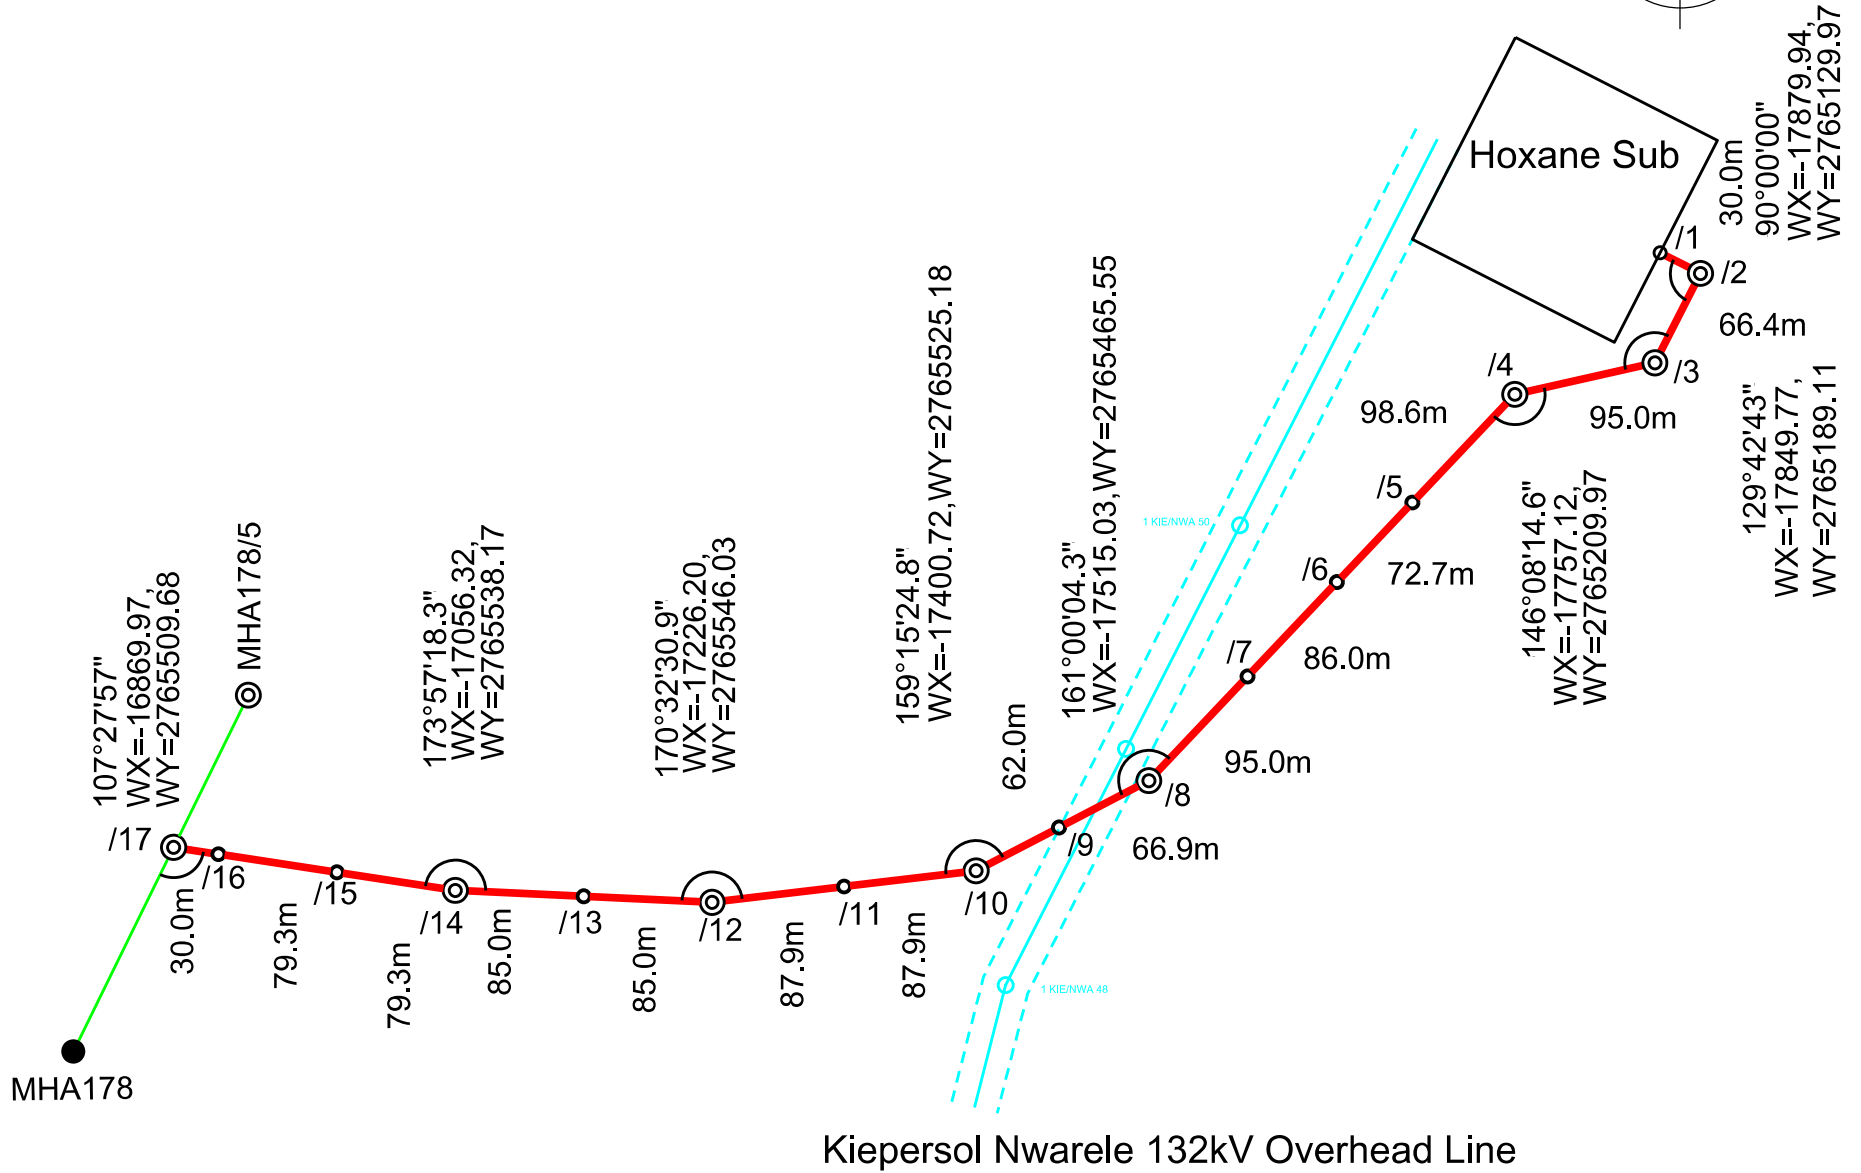 Hoxane Sub
30.0m
90°00'00"
WX=-17879.94,
WY=2765129.97
/1
/2
66.4m
/3
129°42'43"
WX=-17849.77,
WY=2765189.11
95.0m
/4
146°08'14.6"
WX=-17757.12,
WY=2765209.97
98.6m
/5
72.7m
/6
86.0m
/7
95.0m
/8
161°00'04.3"
WX=-17515.03,WY=2765465.55
66.9m
/9
62.0m
/10
159°15'24.8"
WX=-17400.72,WY=2765525.18
87.9m
/11
87.9m
/12
170°32'30.9"
WX=-17226.20,
WY=2765546.03
85.0m
/13
85.0m
/14
173°57'18.3"
WX=-17056.32,
WY=2765538.17
79.3m
/15
79.3m
/16
30.0m
/17
107°27'57"
WX=-16869.97,
WY=2765509.68
MHA178/5
MHA178
1 KIE/NWA 50
1 KIE/NWA 48
Kiepersol Nwarele 132kV Overhead Line